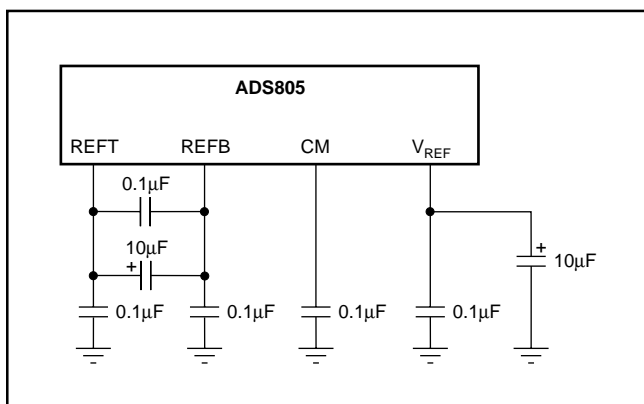 ADS805
REFT REFB CM VREF
0.1µF
10µF
+
+
10µF
0.1µF 0.1µF 0.1µF 0.1µF